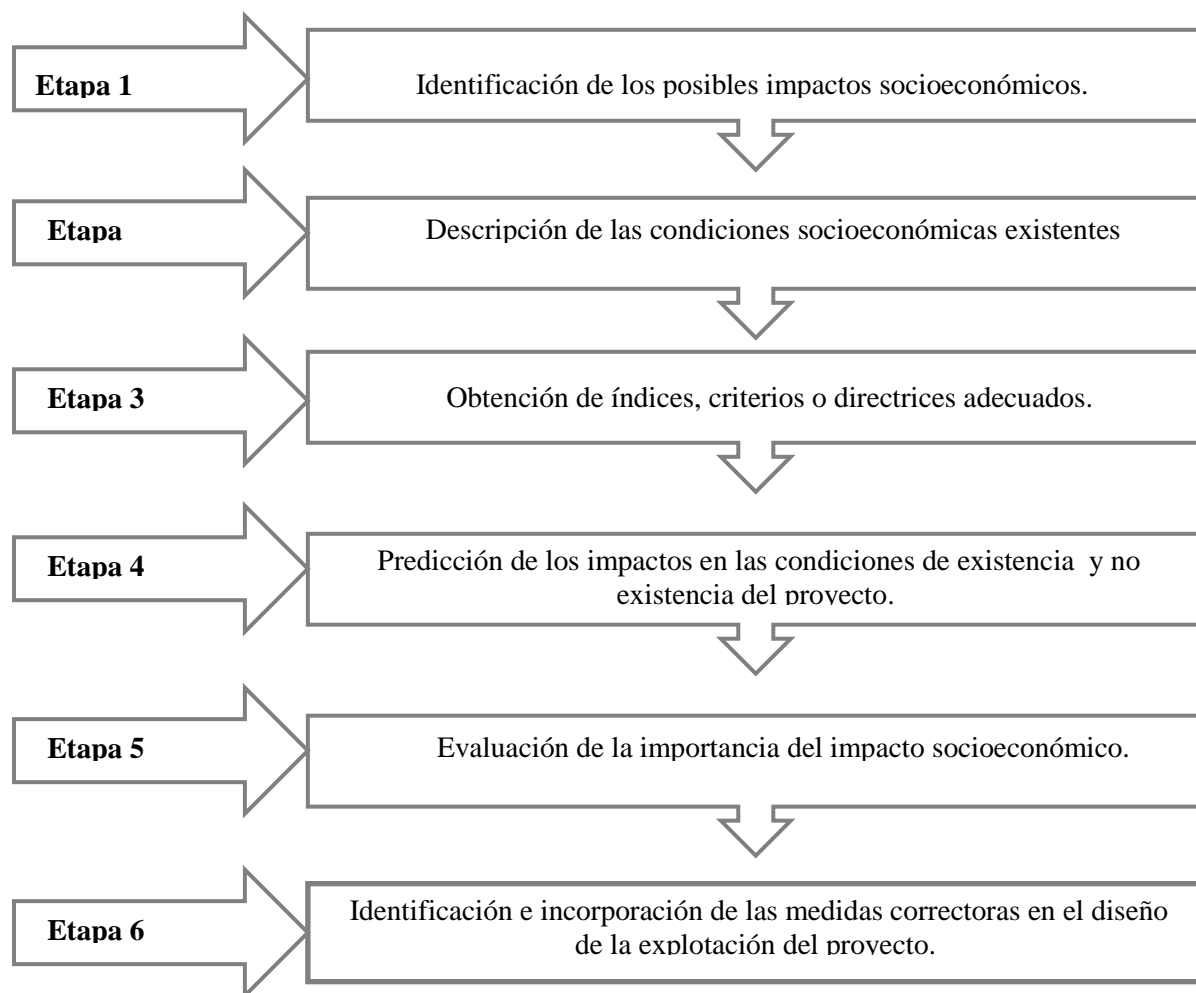 Etapa 1
Identificación de los posibles impactos socioeconómicos.
Etapa
Descripción de las condiciones socioeconómicas existentes
Etapa 3
Obtención de índices, criterios o directrices adecuados.
Etapa 4
Predicción de los impactos en las condiciones de existencia  y no
existencia del proyecto.
Etapa 5
Evaluación de la importancia del impacto socioeconómico.
Etapa 6
Identificación e incorporación de las medidas correctoras en el diseño
de la explotación del proyecto.